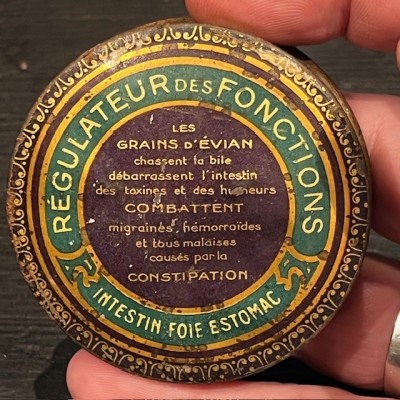 RÉGULATEUR DES FONCTIONS
LES
GRAINS D'ÉVIAN
chassent la bile
débarrassent l'intestin
des toxines et des humeurs
COMBATTENT
migraines, hémorroïdes
et tous malaises
causés par la
CONSTIPATION
INTESTIN FOIE ESTOMAC